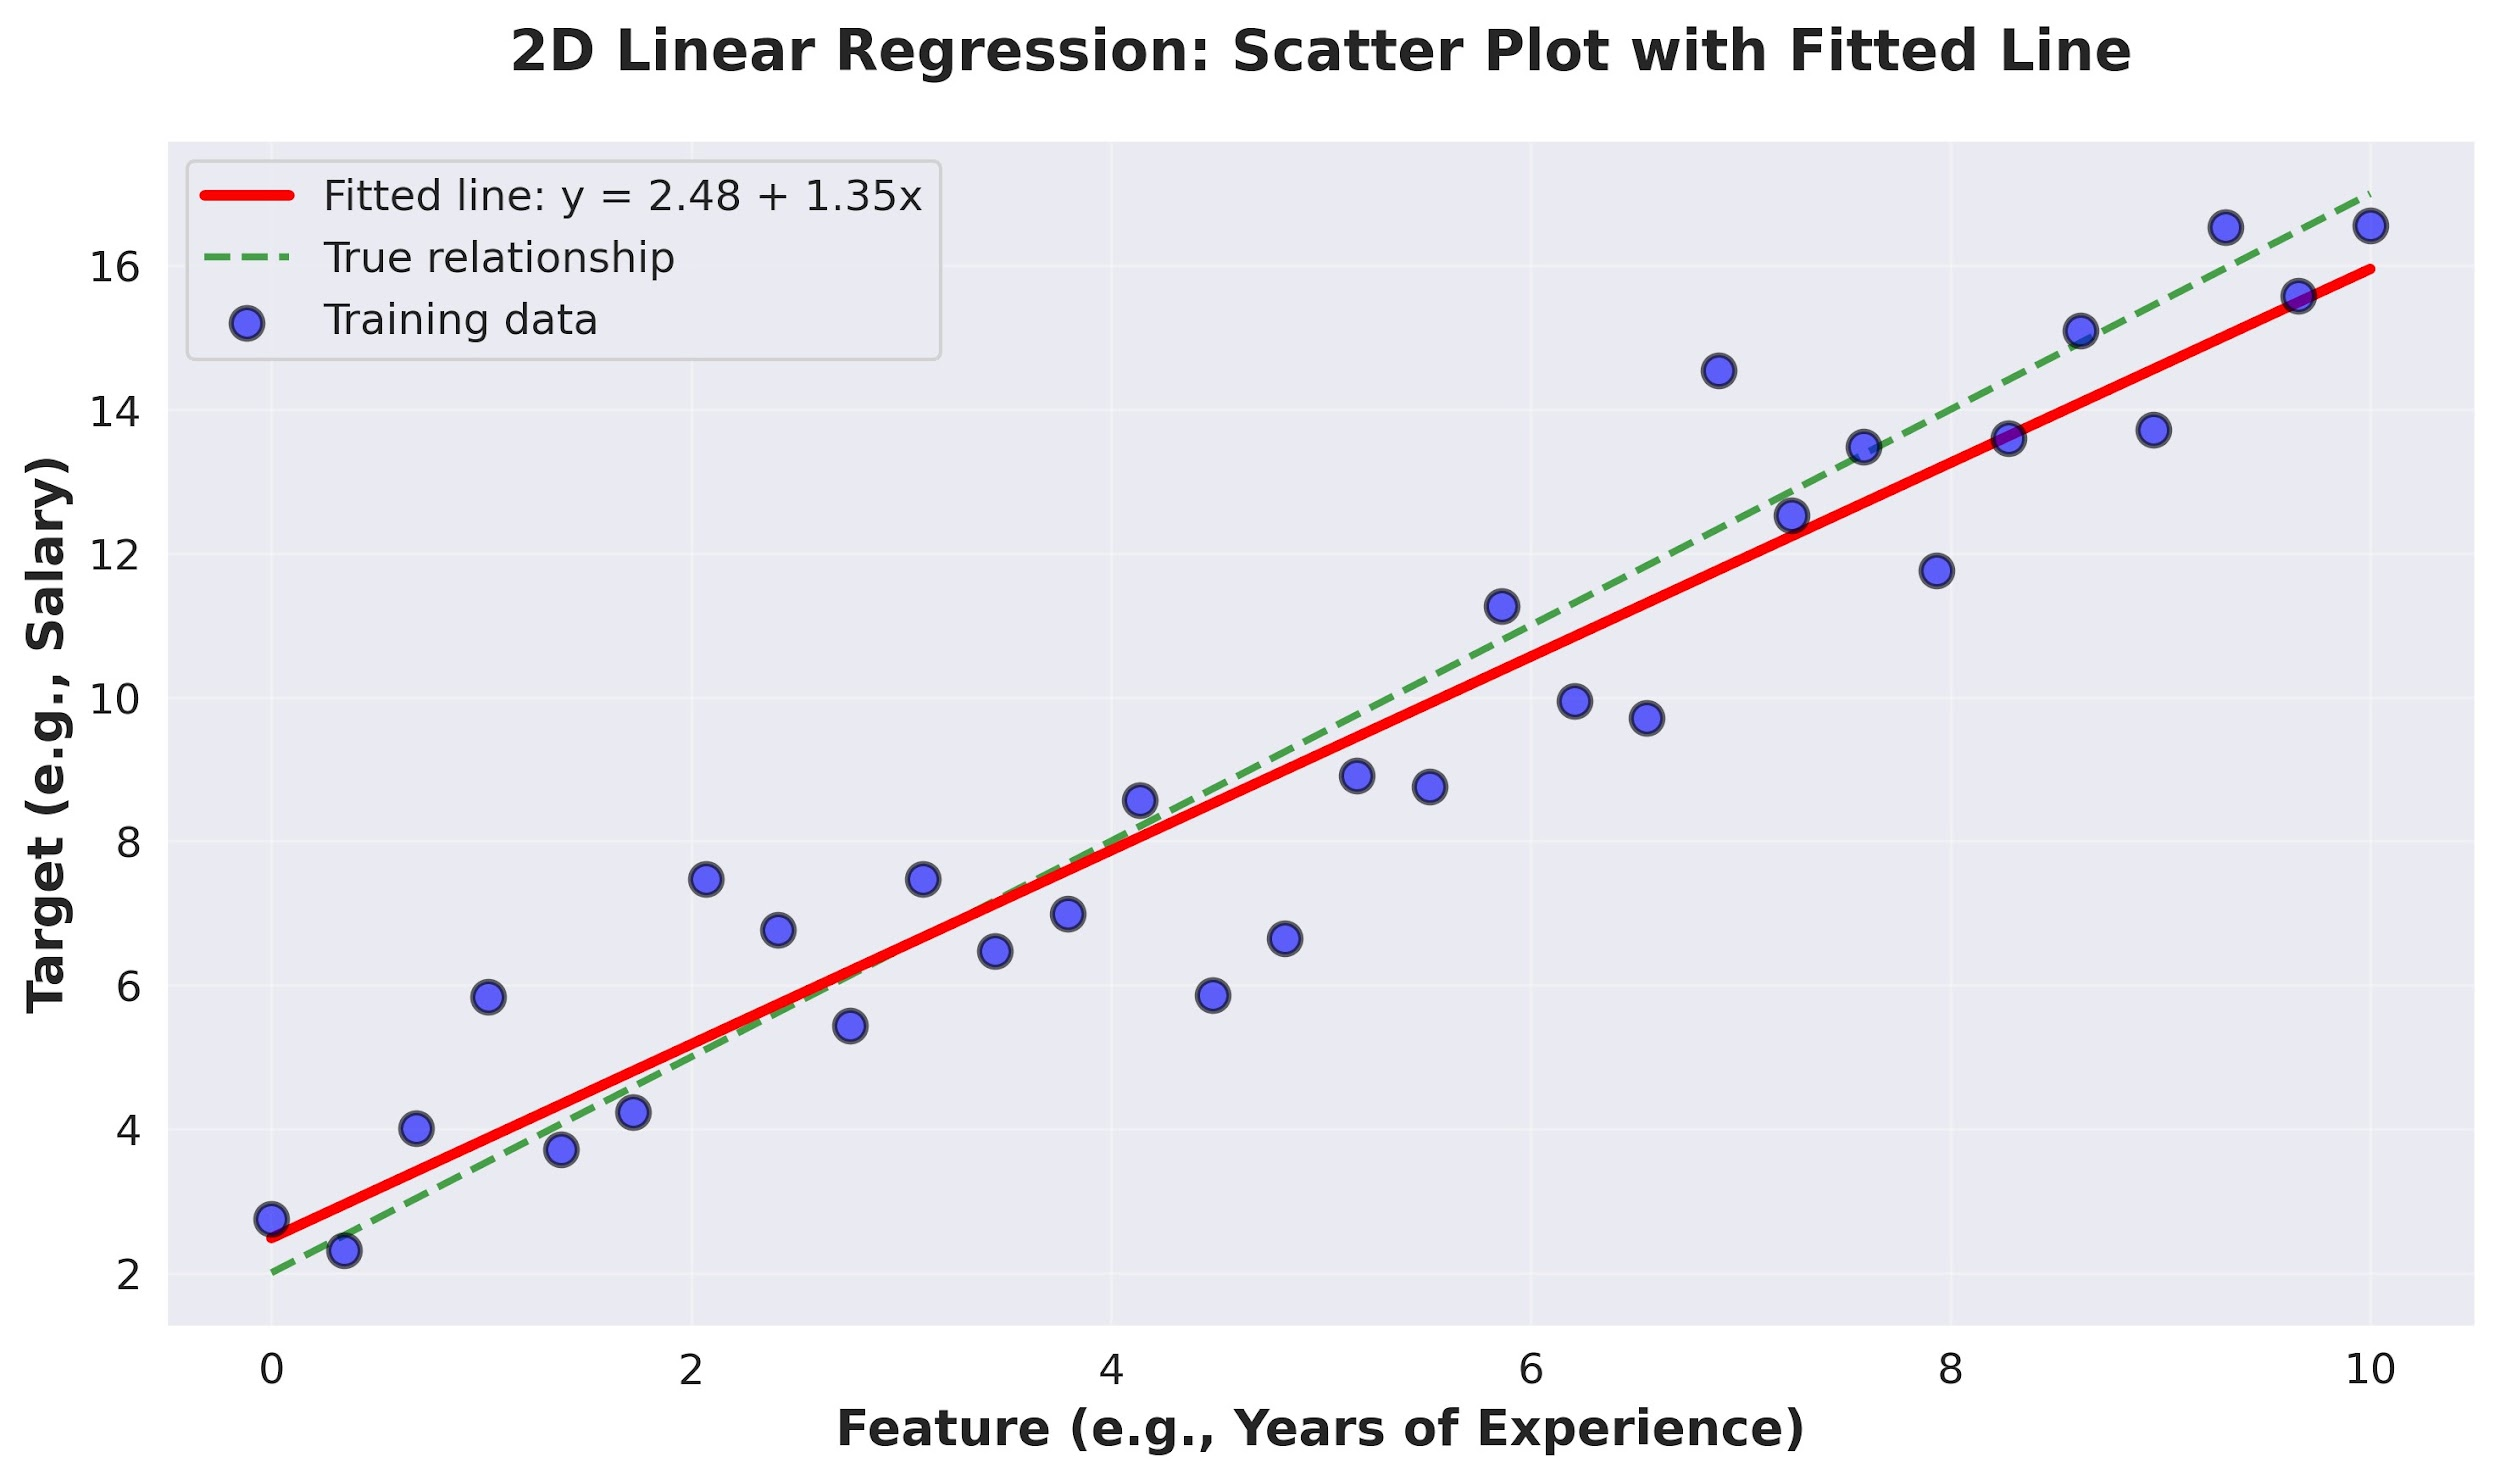 2D Linear Regression: Scatter Plot with Fitted Line
Fitted line: y = 2.48 + 1.35x
True relationship
Training data
Target (e.g., Salary)
16
14
12
10
8
6
4
2
0 2 4 6 8 10
Feature (e.g., Years of Experience)